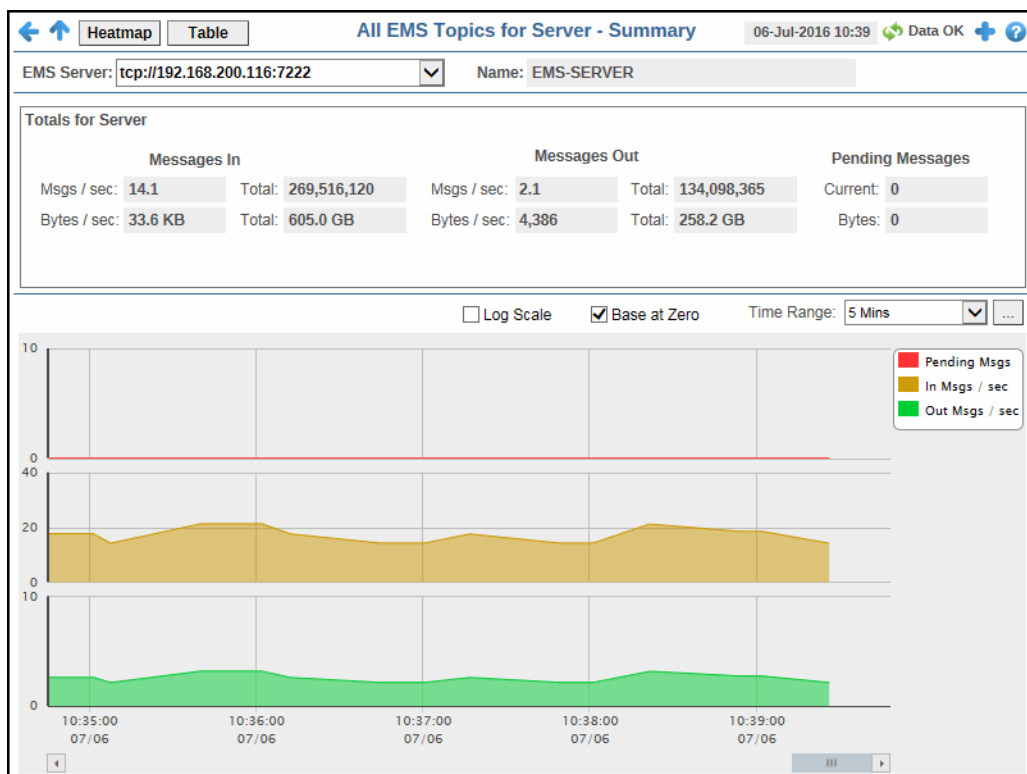 Heatmap Table All EMS Topics for Server - Summary 06-Jul-2016 10:39 Data OK
EMS Server: tcp://192.168.200.116:7222 Name: EMS-SERVER
Totals for Server
Messages In Messages Out Pending Messages
Msgs / sec: 14.1 Total: 269,516,120 Msgs / sec: 2.1 Total: 134,098,365 Current: 0
Bytes / sec: 33.6 KB Total: 605.0 GB Bytes / sec: 4,386 Total: 258.2 GB Bytes: 0
Log Scale Base at Zero Time Range: 5 Mins ...
10
Pending Msgs
In Msgs / sec
Out Msgs / sec
0
40
20
0
10
0
10:35:00 10:36:00 10:37:00 10:38:00 10:39:00
07/06 07/06 07/06 07/06 07/06